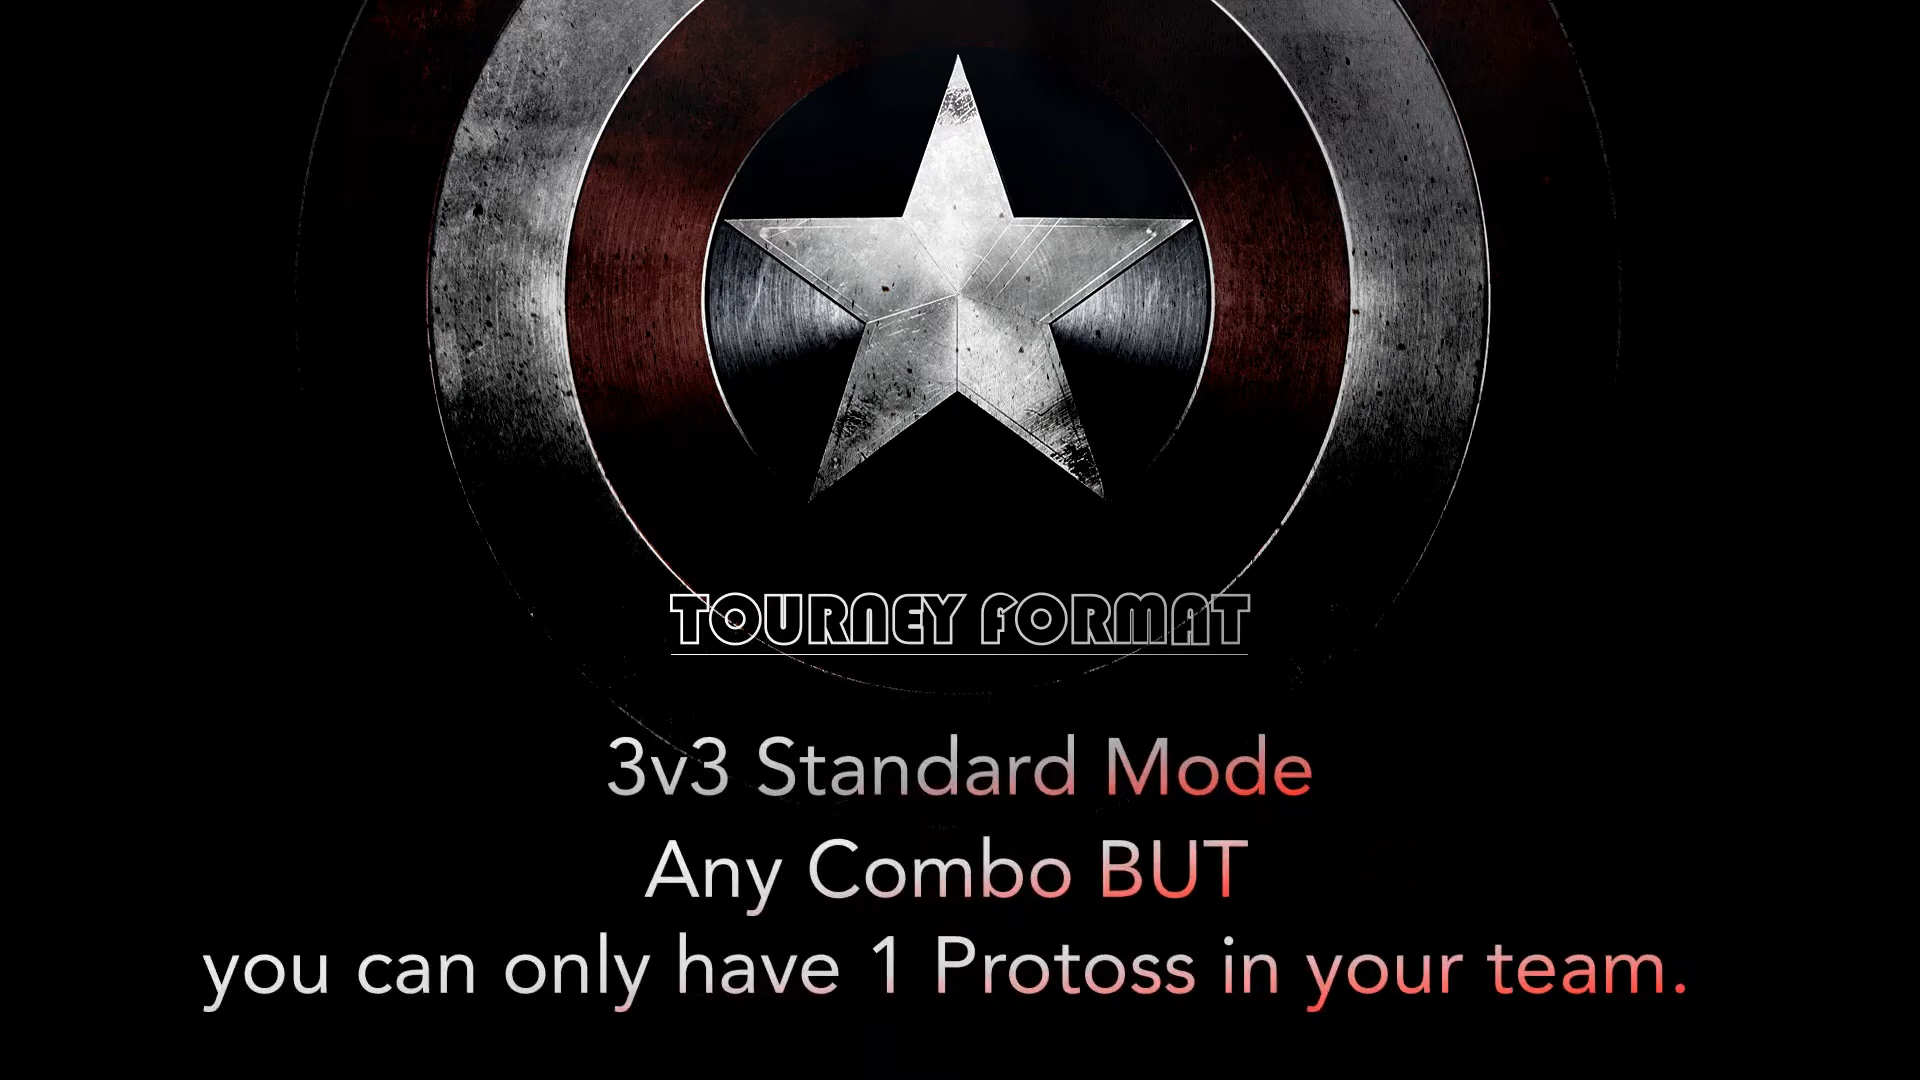 TOURNEY FORMAT
3v3 Standard Mode
Any Combo BUT
you can only have 1 Protoss in your team.